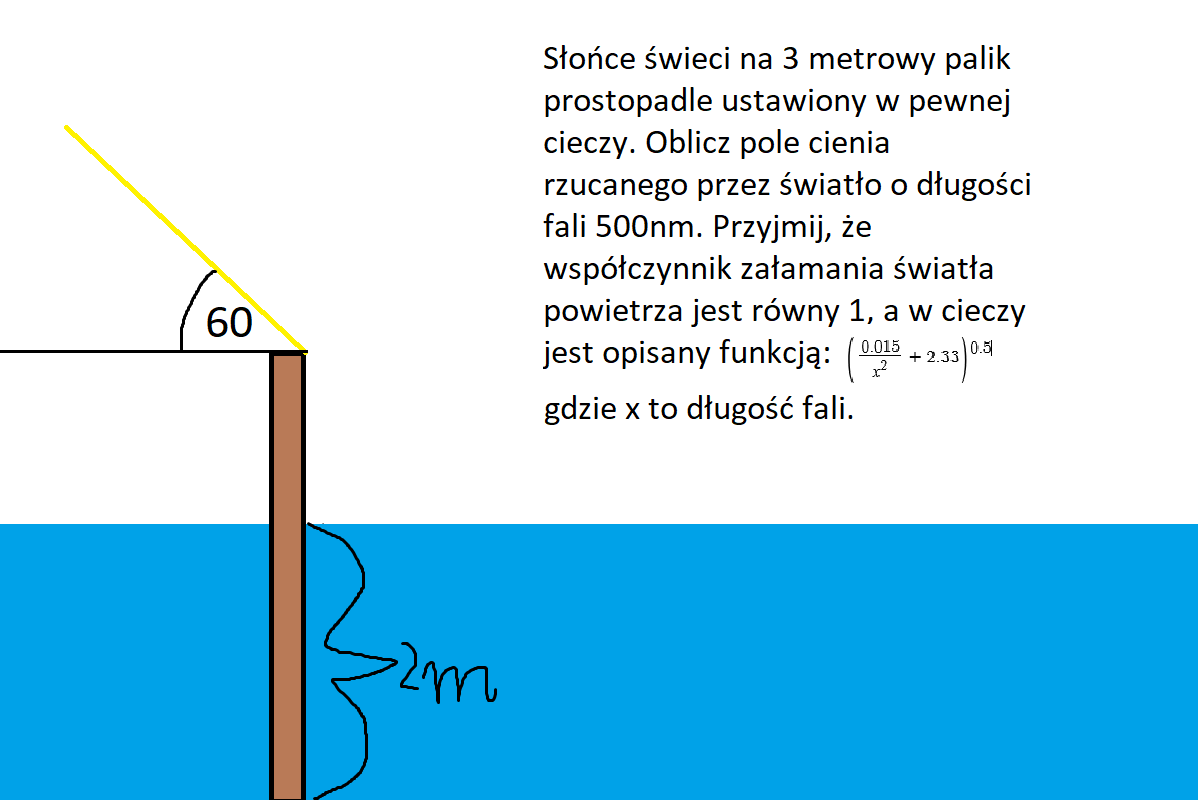 Słońce świeci na 3 metrowy palik
prostopadle ustawiony w pewnej
cieczy. Oblicz pole cienia
rzucanego przez światło o długości
fali 500nm. Przyjmij, że
współczynnik załamania światła
powietrza jest równy 1, a w cieczy
jest opisany funkcją: (0.015/x² + 2.33)^0.5
gdzie x to długość fali.
60
2m